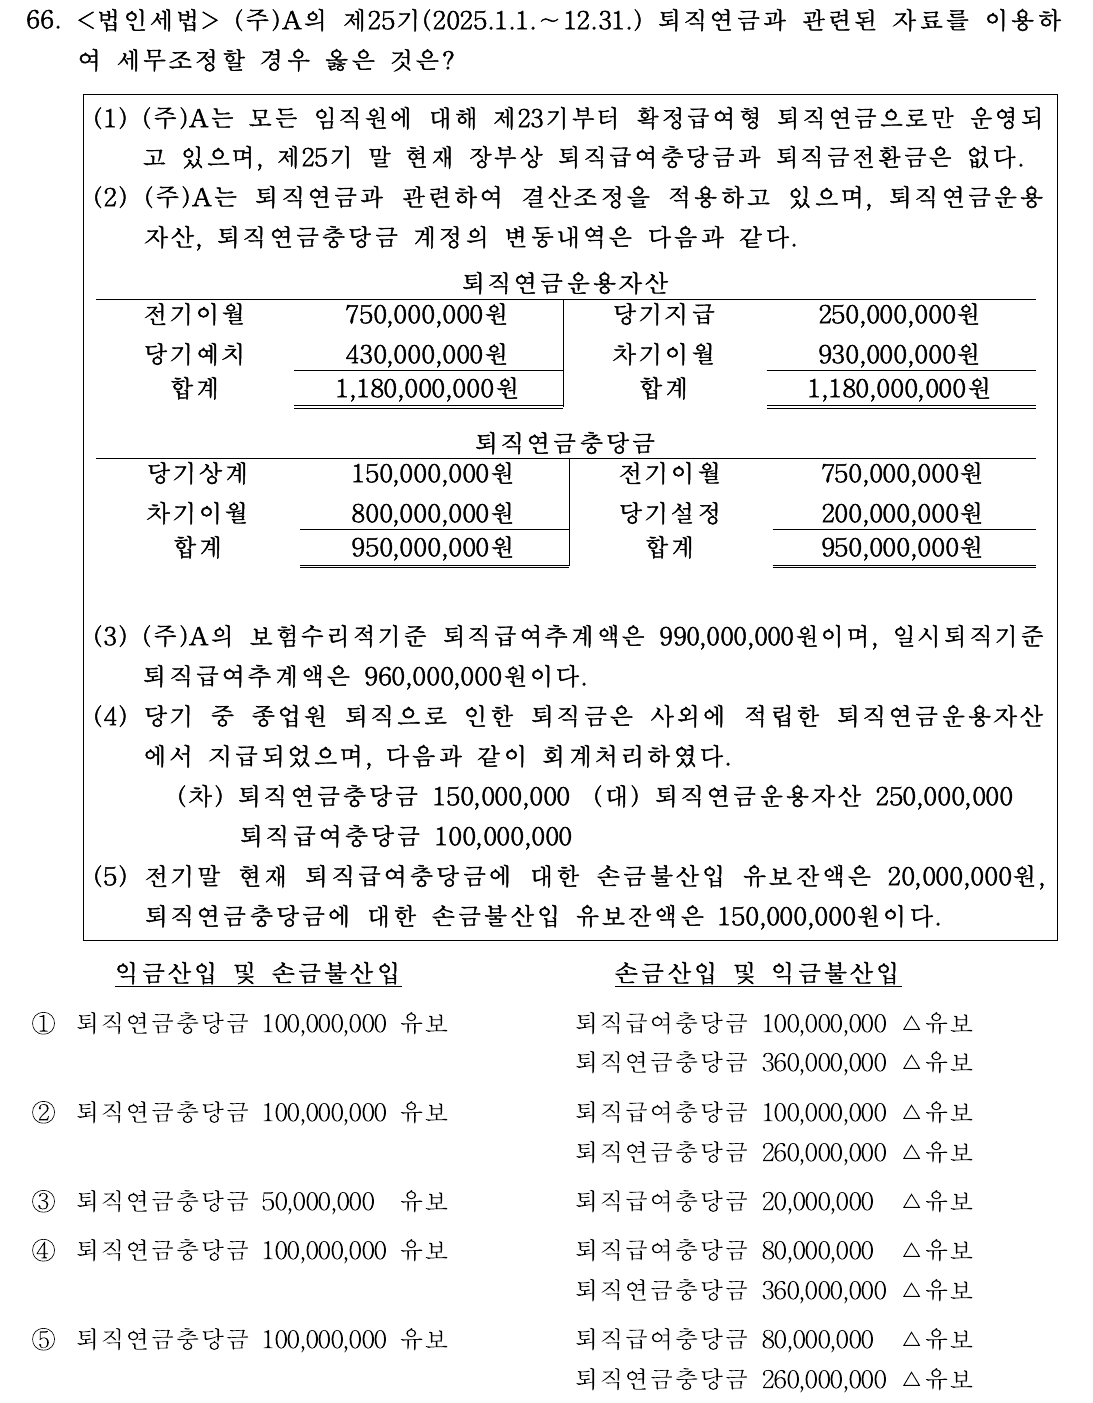 66. <법인세법> (주)A의 제25기(2025.1.1.～12.31.) 퇴직연금과 관련된 자료를 이용하
여 세무조정할 경우 옳은 것은?
(1) (주)A는 모든 임직원에 대해 제23기부터 확정급여형 퇴직연금으로만 운영되
고 있으며, 제25기 말 현재 장부상 퇴직급여충당금과 퇴직금전환금은 없다.
(2) (주)A는 퇴직연금과 관련하여 결산조정을 적용하고 있으며, 퇴직연금운용
자산, 퇴직연금충당금 계정의 변동내역은 다음과 같다.
퇴직연금운용자산
전기이월 750,000,000원 당기지급 250,000,000원
당기예치 430,000,000원 차기이월 930,000,000원
합계 1,180,000,000원 합계 1,180,000,000원
퇴직연금충당금
당기상계 150,000,000원 전기이월 750,000,000원
차기이월 800,000,000원 당기설정 200,000,000원
합계 950,000,000원 합계 950,000,000원
(3) (주)A의 보험수리적기준 퇴직급여추계액은 990,000,000원이며, 일시퇴직기준
퇴직급여추계액은 960,000,000원이다.
(4) 당기 중 종업원 퇴직으로 인한 퇴직금은 사외에 적립한 퇴직연금운용자산
에서 지급되었으며, 다음과 같이 회계처리하였다.
(차) 퇴직연금충당금 150,000,000 (대) 퇴직연금운용자산 250,000,000
퇴직급여충당금 100,000,000
(5) 전기말 현재 퇴직급여충당금에 대한 손금불산입 유보잔액은 20,000,000원,
퇴직연금충당금에 대한 손금불산입 유보잔액은 150,000,000원이다.
익금산입 및 손금불산입 손금산입 및 익금불산입
① 퇴직연금충당금 100,000,000 유보 퇴직급여충당금 100,000,000 △유보
퇴직연금충당금 360,000,000 △유보
② 퇴직연금충당금 100,000,000 유보 퇴직급여충당금 100,000,000 △유보
퇴직연금충당금 260,000,000 △유보
③ 퇴직연금충당금 50,000,000 유보 퇴직급여충당금 20,000,000 △유보
④ 퇴직연금충당금 100,000,000 유보 퇴직급여충당금 80,000,000 △유보
퇴직연금충당금 360,000,000 △유보
⑤ 퇴직연금충당금 100,000,000 유보 퇴직급여충당금 80,000,000 △유보
퇴직연금충당금 260,000,000 △유보